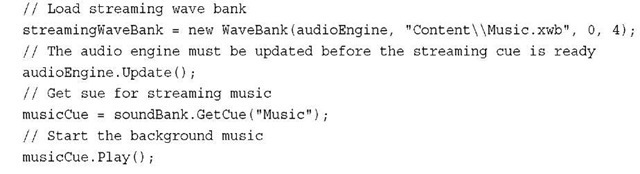 // Load streaming wave bank
streamingWaveBank = new WaveBank(audioEngine, "Content\\Music.xwb", 0, 4);
// The audio engine must be updated before the streaming cue is ready
audioEngine.Update();
// Get sue for streaming music
musicCue = soundBank.GetCue("Music");
// Start the background music
musicCue.Play();